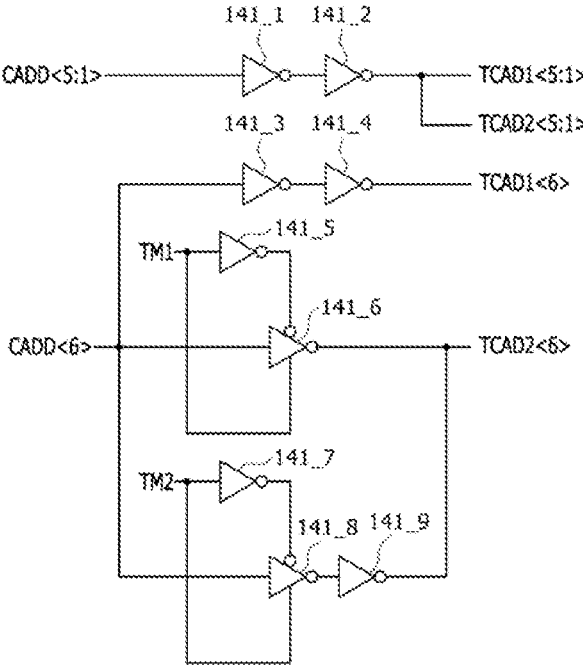 141_1 141_2
CADD<5:1> TCAD1<5:1>
TCAD2<5:1>
141_3 141_4
TCAD1<6>
141_5
TM1
141_6
CADD<6> TCAD2<6>
141_7
TM2
141_8 141_9